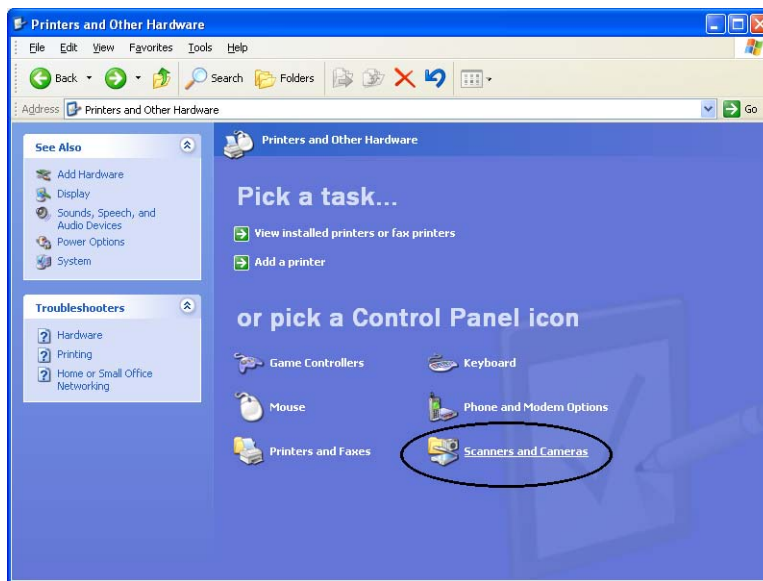 Printers and Other Hardware
File Edit View Favorites Tools Help
Back Search Folders
Address Printers and Other Hardware Go
See Also
Add Hardware
Display
Sounds, Speech, and
Audio Devices
Power Options
System
Troubleshooters
Hardware
Printing
Home or Small Office
Networking
Printers and Other Hardware
Pick a task...
View installed printers or fax printers
Add a printer
or pick a Control Panel icon
Game Controllers Keyboard
Mouse Phone and Modem Options
Printers and Faxes Scanners and Cameras